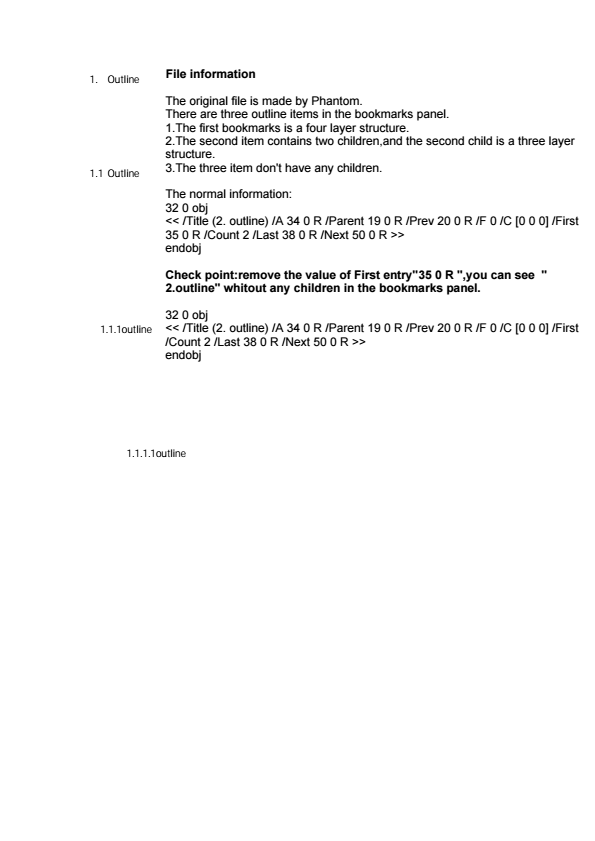 1. Outline
File information
The original file is made by Phantom.
There are three outline items in the bookmarks panel.
1.The first bookmarks is a four layer structure.
2.The second item contains two children,and the second child is a three layer
structure.
3.The three item don't have any children.
1.1 Outline
The normal information:
32 0 obj
<< /Title (2. outline) /A 34 0 R /Parent 19 0 R /Prev 20 0 R /F 0 /C [0 0 0] /First
35 0 R /Count 2 /Last 38 0 R /Next 50 0 R >>
endobj
Check point:remove the value of First entry"35 0 R ",you can see "
2.outline" whitout any children in the bookmarks panel.
32 0 obj
1.1.1outline
<< /Title (2. outline) /A 34 0 R /Parent 19 0 R /Prev 20 0 R /F 0 /C [0 0 0] /First
/Count 2 /Last 38 0 R /Next 50 0 R >>
endobj
1.1.1.1outline